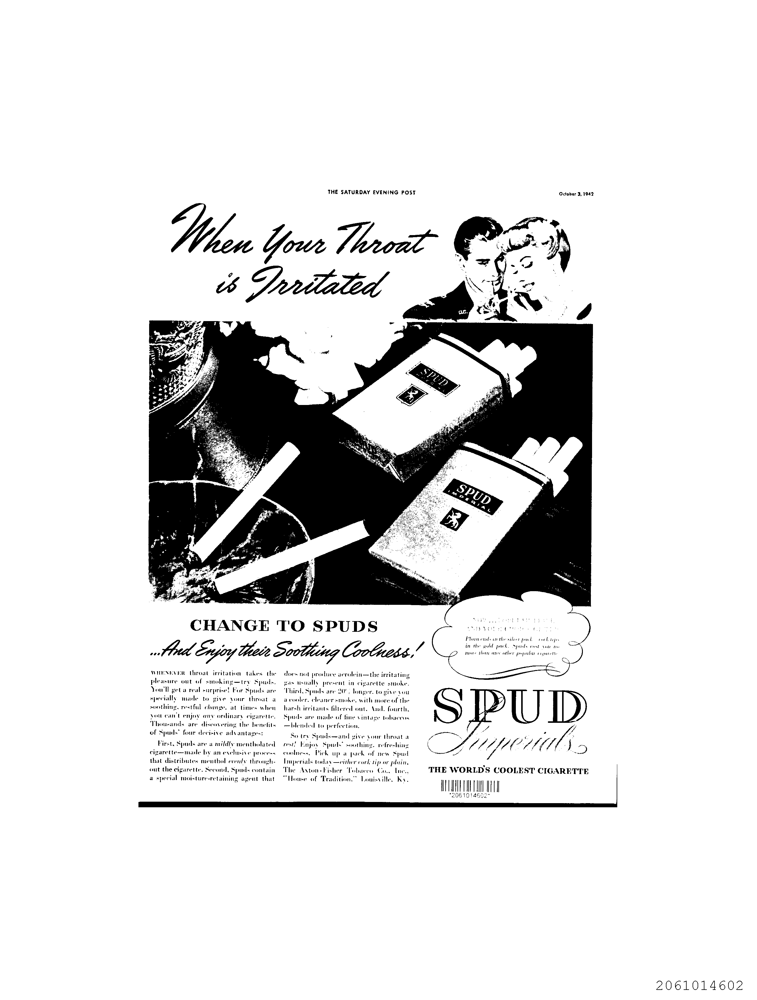 THE SATURDAY EVENING POST
October 3, 1942
When Your Throat
is Irritated
SPUD
SPUD
IMPERIAL
CHANGE TO SPUDS
...And Enjoy their Soothing Coolness!
WHENEVER throat irritation takes the
pleasure out of smoking—try Spuds.
You'll get a real surprise! For Spuds are
specially made to give your throat a
soothing, restful change, at times when
you can't enjoy any ordinary cigarette.
Thousands are discovering the benefits
of Spuds' four decisive advantages:
First, Spuds are a mildly mentholated
cigarette—made by an exclusive process
that distributes menthol evenly through-
out the cigarette. Second, Spuds contain
a special moisture-retaining agent that
does not produce acrolein—the irritating
gas usually present in cigarette smoke.
Third, Spuds are 20% longer, to give you
a cooler, cleaner smoke, with more of the
harsh irritants filtered out. And, fourth,
Spuds are made of fine vintage tobaccos
—blended to perfection.
So try Spuds—and give your throat a
rest! Enjoy Spuds' soothing, refreshing
coolness. Pick up a pack of new Spud
Imperials today—either cork tip or plain.
The Axton-Fisher Tobacco Co., Inc.,
"House of Tradition," Louisville, Ky.
Plain ends in the silver pack cork tips
in the gold pack. Spuds cost you no
more than any other popular cigarette.
SPUD
Imperials
THE WORLD'S COOLEST CIGARETTE
*2061014602*
2061014602